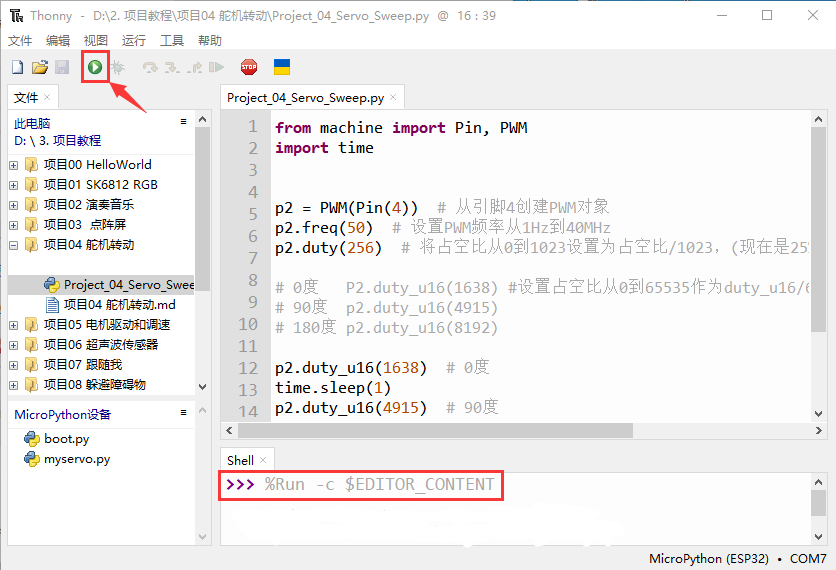 Thonny - D:\2. 项目教程\项目04 舵机转动\Project_04_Servo_Sweep.py @ 16 : 39
文件 编辑 视图 运行 工具 帮助
STOP
文件 ×
此电脑
D: \ 3. 项目教程
项目00 HelloWorld
项目01 SK6812 RGB
项目02 演奏音乐
项目03 点阵屏
项目04 舵机转动
Project_04_Servo_Swee
项目04 舵机转动.md
项目05 电机驱动和调速
项目06 超声波传感器
项目07 跟随我
项目08 躲避障碍物
MicroPython设备
boot.py
myservo.py
Project_04_Servo_Sweep.py ×
1 from machine import Pin, PWM
2 import time
3
4
5 p2 = PWM(Pin(4)) # 从引脚4创建PWM对象
6 p2.freq(50) # 设置PWM频率从1Hz到40MHz
7 p2.duty(256) # 将占空比从0到1023设置为占空比/1023, (现在是25
8
9 # 0度 P2.duty_u16(1638) #设置占空比从0到65535作为duty_u16/6
10 # 90度 p2.duty_u16(4915)
11 # 180度 p2.duty_u16(8192)
12
13 p2.duty_u16(1638) # 0度
14 time.sleep(1)
p2.duty_u16(4915) # 90度
Shell ×
>>> %Run -c $EDITOR_CONTENT
MicroPython (ESP32) • COM7